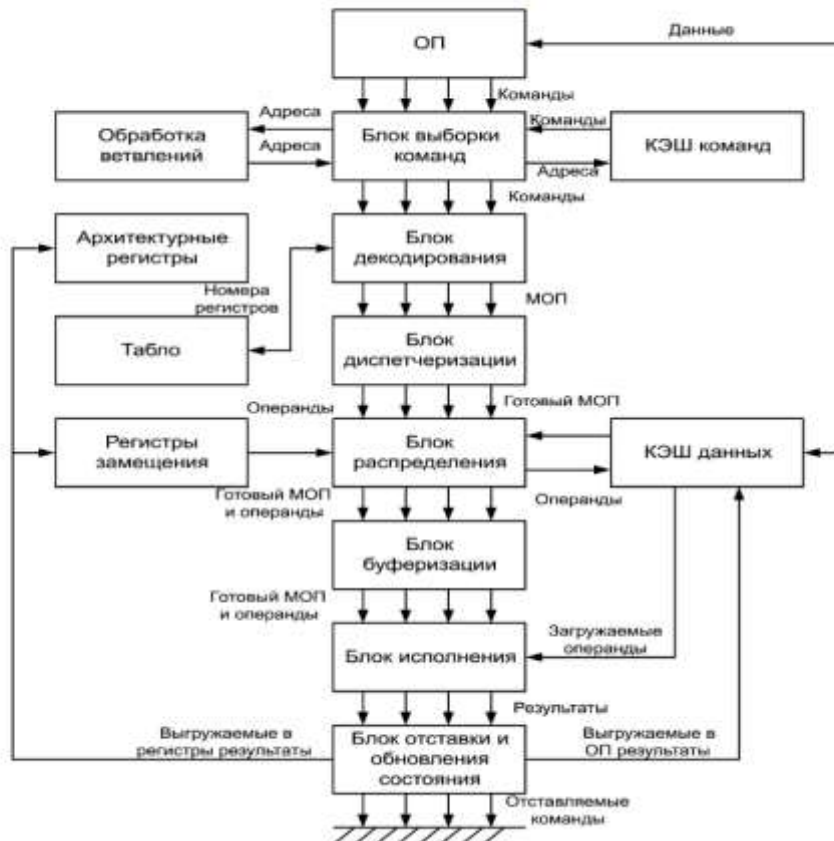 ОП
Данные
Команды
Адреса
Команды
Обработка
ветвлений
Блок выборки
команд
КЭШ команд
Адреса
Адреса
Команды
Архитектурные
регистры
Блок
декодирования
Номера
регистров
МОП
Табло
Блок
диспетчеризации
Операнды
Готовый МОП
Регистры
замещения
Блок
распределения
КЭШ данных
Готовый МОП
и операнды
Операнды
Блок
буферизации
Готовый МОП
и операнды
Загружаемые
операнды
Блок исполнения
Результаты
Выгружаемые в
регистры результаты
Блок отставки и
обновления
состояния
Выгружаемые в
ОП результаты
Отставляемые
команды